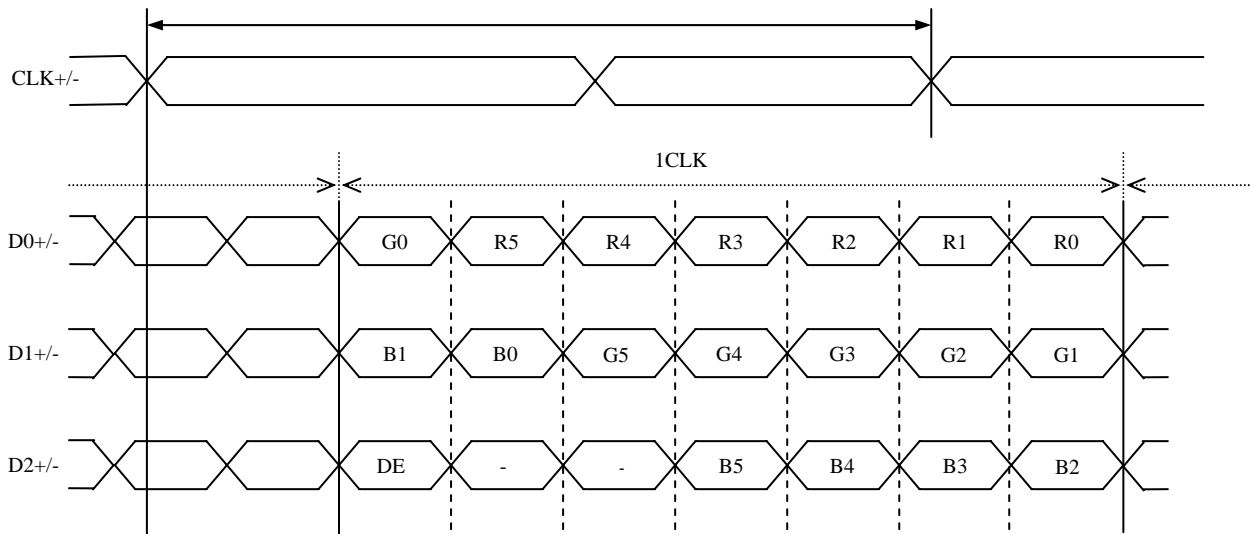 CLK+/-
1CLK
D0+/- G0 R5 R4 R3 R2 R1 R0
D1+/- B1 B0 G5 G4 G3 G2 G1
D2+/- DE - - B5 B4 B3 B2